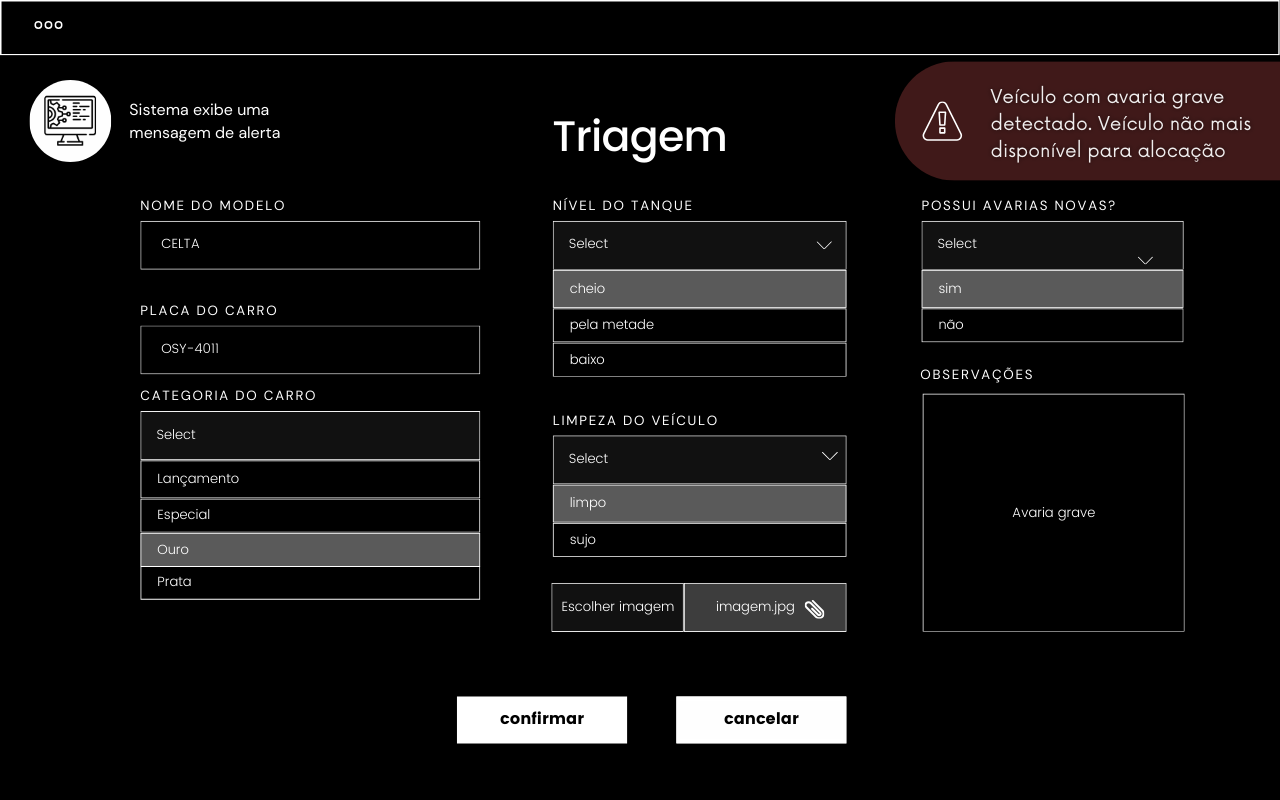 Sistema exibe uma
mensagem de alerta
Triagem
Veículo com avaria grave
detectado. Veículo não mais
disponível para alocação
NOME DO MODELO
CELTA
PLACA DO CARRO
OSY-4011
CATEGORIA DO CARRO
Select
Lançamento
Especial
Ouro
Prata
NÍVEL DO TANQUE
Select
cheio
pela metade
baixo
LIMPEZA DO VEÍCULO
Select
limpo
sujo
Escolher imagem
imagem.jpg
POSSUI AVARIAS NOVAS?
Select
sim
não
OBSERVAÇÕES
Avaria grave
confirmar
cancelar